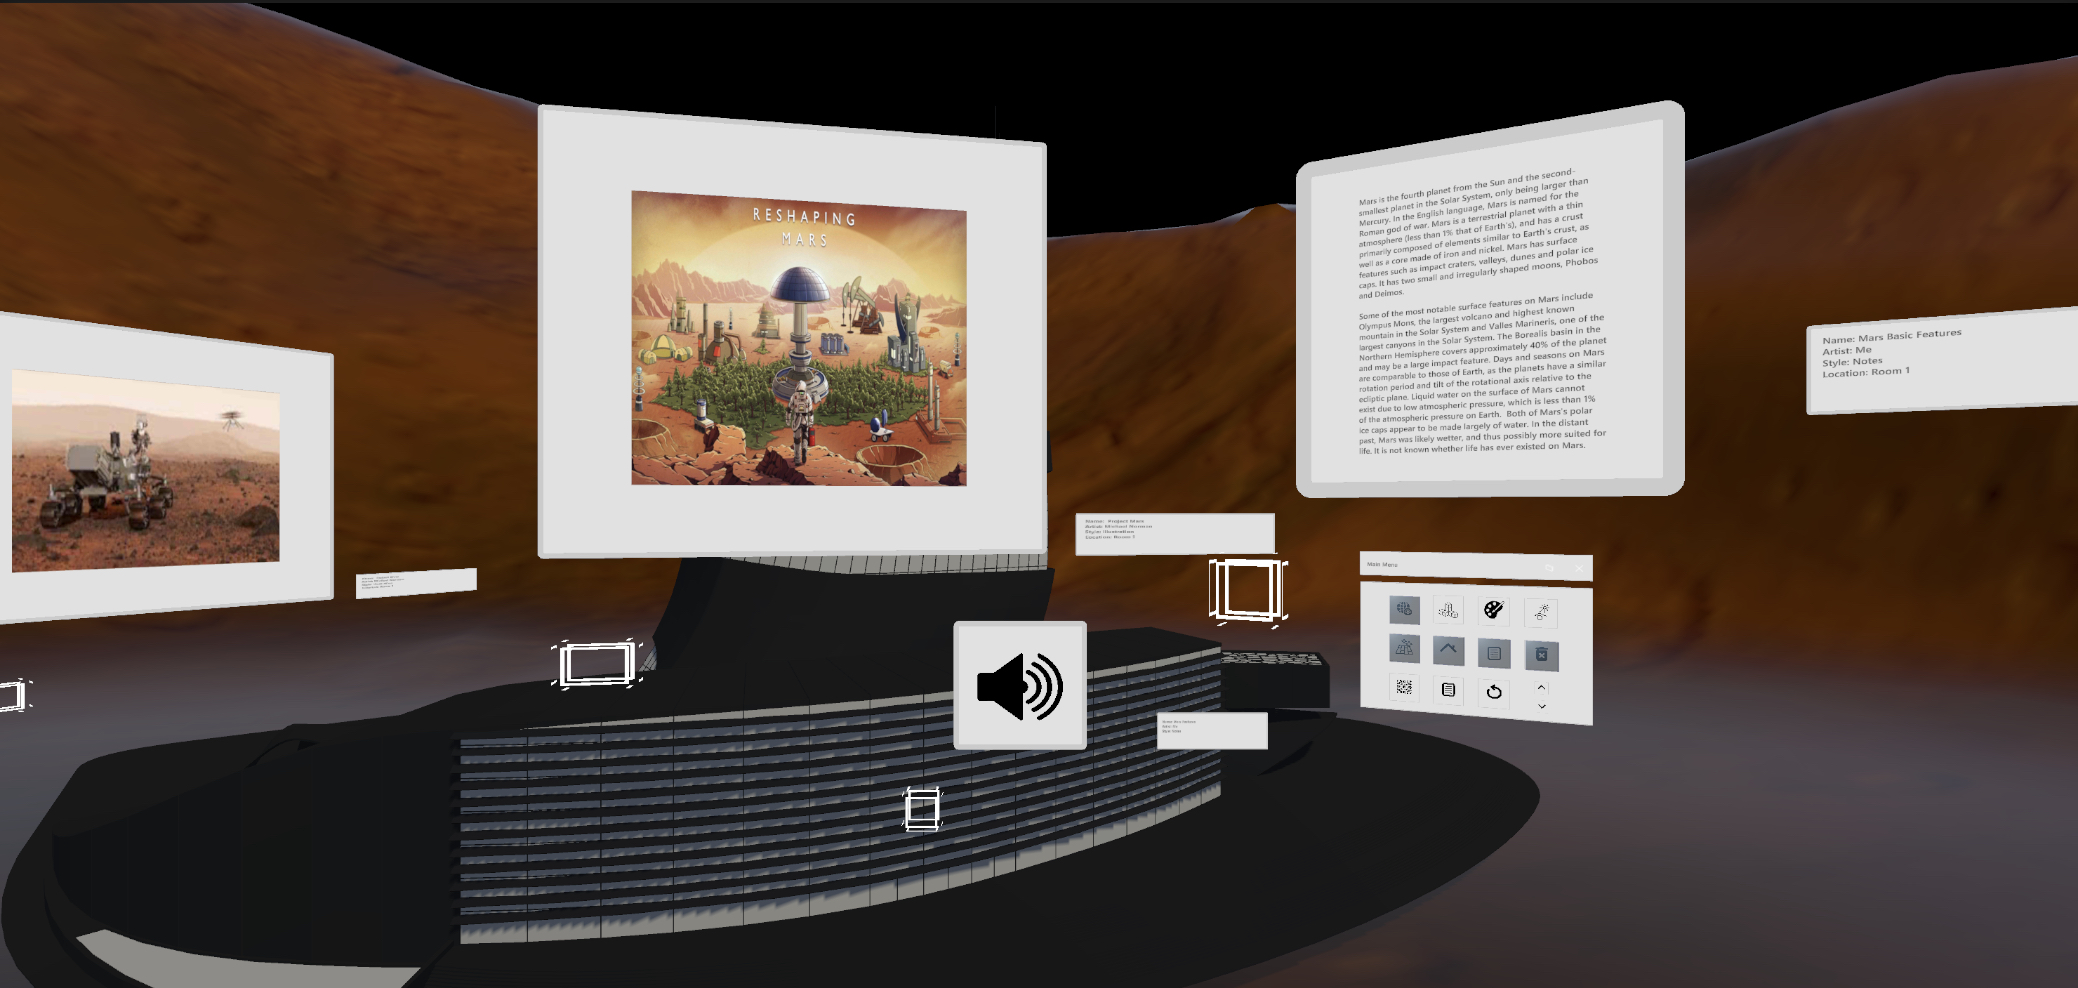 RESHAPING
MARS
Mars is the fourth planet from the Sun and the second-
smallest planet in the Solar System, only being larger than
Mercury. In the English language, Mars is named for the
Roman god of war. Mars is a terrestrial planet with a thin
atmosphere (less than 1% that of Earth's), and has a crust
primarily composed of elements similar to Earth's crust, as
well as a core made of iron and nickel. Mars has surface
features such as impact craters, valleys, dunes and polar ice
caps. It has two small and irregularly shaped moons, Phobos
and Deimos.
Some of the most notable surface features on Mars include
Olympus Mons, the largest volcano and highest known
mountain in the Solar System and Valles Marineris, one of the
largest canyons in the Solar System. The Borealis basin in the
Northern Hemisphere covers approximately 40% of the planet
and may be a large impact feature. Days and seasons on Mars
are comparable to those of Earth, as the planets have a similar
rotation period and tilt of the rotational axis relative to the
ecliptic plane. Liquid water on the surface of Mars cannot
exist due to low atmospheric pressure, which is less than 1%
of the atmospheric pressure on Earth. Both of Mars's polar
ice caps appear to be made largely of water. In the distant
past, Mars was likely wetter, and thus possibly more suited for
life. It is not known whether life has ever existed on Mars.
Name: Mars Basic Features
Artist: Me
Style: Notes
Location: Room 1
Name: Project Mars
Artist: Michael
Style: Illustration
Location: Room
Main Menu